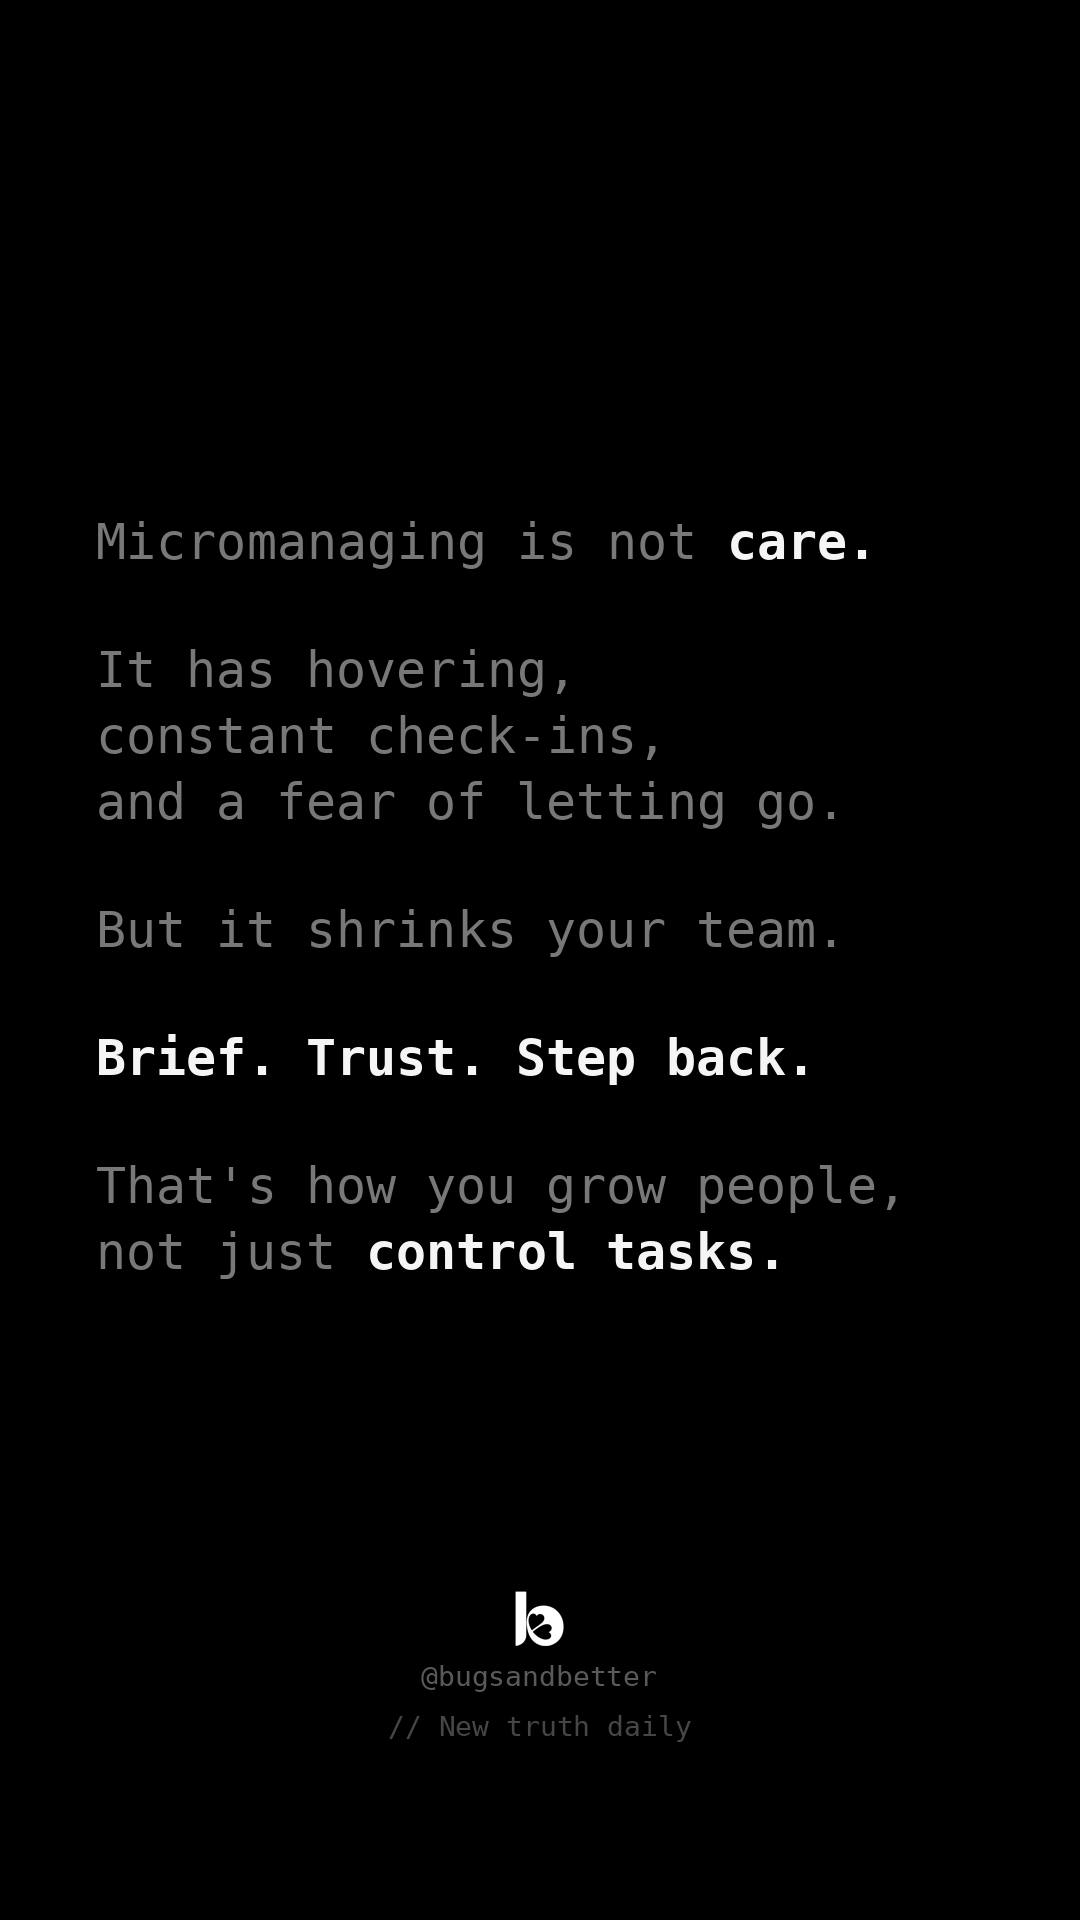 Micromanaging is not care.
It has hovering,
constant check-ins,
and a fear of letting go.
But it shrinks your team.
Brief. Trust. Step back.
That's how you grow people,
not just control tasks.
b
@bugsandbetter
// New truth daily